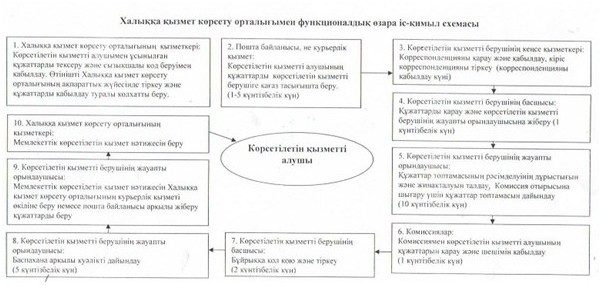 Халыққа қызмет көрсету орталығымен функционалдық өзара іс-қимыл схемасы
1. Халыққа қызмет көрсету орталығының қызметкері:
Көрсетілетін қызметті алушымен ұсынылған
құжаттарды тексеру және сызықшалы код беруімен
қабылдау. Өтінішті Халыққа қызмет көрсету
орталығының ақпараттық жүйесінде тіркеу және
құжаттарды қабылдау туралы қолхатты беру.
2. Пошта байланысы, не курьерлік
қызмет:
Көрсетілетін қызметті алушының
құжаттарды көрсетілетін қызметті
берушіге қағаз тасығышта беру.
(1-5 күнтізбелік күн)
3. Көрсетілетін қызметті берушінің кеңсе қызметкері:
Корреспонденцияны қарау және қабылдау, кіріс
корреспонденцияны тіркеу (корреспонденцияны
қабылдау күні)
4. Көрсетілетін қызметті берушінің басшысы:
Құжаттарды қарау және көрсетілетін қызметті
берушінің жауапты орындаушысына жіберу (1
күнтізбелік күн)
5. Көрсетілетін қызметті берушінің жауапты
орындаушысы:
Құжаттар топтамасының рәсімделуінің дұрыстығын
және жинақталуын талдау, Комиссия отырысына
шығару үшін құжаттар топтамасын дайындау
(10 күнтізбелік күн)
6. Комиссиялар:
Комиссиямен көрсетілетін қызметті алушының
құжаттарын қарау және шешімін қабылдау
(1 күнтізбелік күн)
7. Көрсетілетін қызметті берушінің
басшысы:
Бұйрыққа қол қою және тіркеу
(2 күнтізбелік күн)
8. Көрсетілетін қызметті берушінің жауапты
орындаушысы:
Баспахана арқылы куәлікті дайындау
(5 күнтізбелік күн)
9. Көрсетілетін қызметті берушінің жауапты
орындаушысы:
Мемлекеттік көрсетілетін қызмет нәтижесін Халыққа
қызмет көрсету орталығының курьерлік қызметі
өкіліне беру немесе пошта байланысы арқылы жіберу
құжаттарды беру
10. Халыққа қызмет көрсету орталығының
қызметкері:
Мемлекеттік көрсетілетін қызмет нәтижесін беру
Көрсетілетін қызметті
алушы